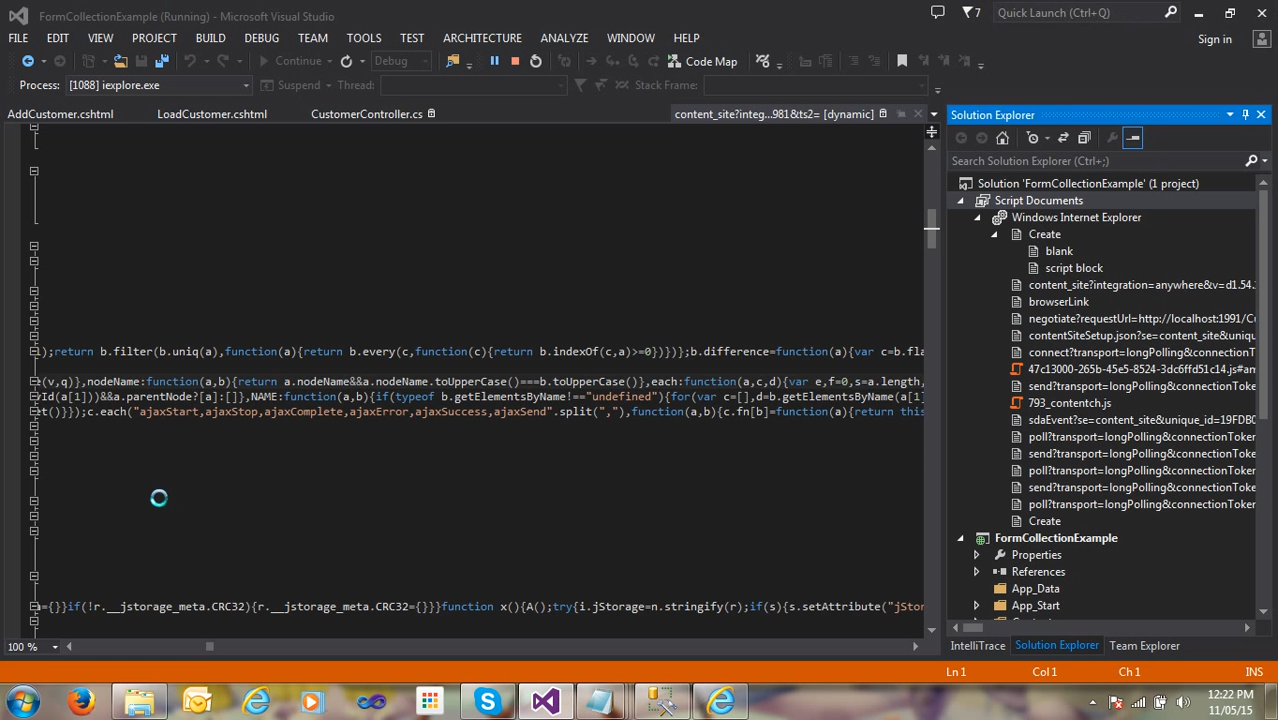 FormCollectionExample (Running) - Microsoft Visual Studio
7
Quick Launch (Ctrl+Q)
FILE EDIT VIEW PROJECT BUILD DEBUG TEAM TOOLS TEST ARCHITECTURE ANALYZE WINDOW HELP
Sign in
Continue Debug Code Map
Process: [1088] iexplore.exe Suspend Thread: Stack Frame:
AddCustomer.cshtml LoadCustomer.cshtml CustomerController.cs content_site?integ...981&ts2= [dynamic]
);return b.filter(b.uniq(a),function(a){return b.every(c,function(c){return b.indexOf(c,a)>=0})})};b.difference=function(a){var c=b.fla
(v,q)},nodeName:function(a,b){return a.nodeName&&a.nodeName.toUpperCase()===b.toUpperCase()},each:function(a,c,d){var e,f=0,s=a.length,
Id(a[1]))&&a.parentNode?[a]:[]},NAME:function(a,b){if(typeof b.getElementsByName!=="undefined"){for(var c=[],d=b.getElementsByName(a[1]
t()}});c.each("ajaxStart,ajaxStop,ajaxComplete,ajaxError,ajaxSuccess,ajaxSend".split(","),function(a,b){c.fn[b]=function(a){return this
={}}if(!r.__jstorage_meta.CRC32){r.__jstorage_meta.CRC32={}}}function x(){A();try{i.jStorage=n.stringify(r);if(s){s.setAttribute("jStor
100 %
Solution Explorer
Search Solution Explorer (Ctrl+;)
Solution 'FormCollectionExample' (1 project)
Script Documents
Windows Internet Explorer
Create
blank
script block
content_site?integration=anywhere&v=d1.54.
browserLink
negotiate?requestUrl=http://localhost:1991/Cu
contentSiteSetup.json?se=content_site&uniqu
connect?transport=longPolling&connectionT
47c13000-265b-45e5-8524-3dc6ffd51c14.js#am
send?transport=longPolling&connectionToke
793_contentch.js
sdaEvent?se=content_site&unique_id=19FDB0
poll?transport=longPolling&connectionToken
send?transport=longPolling&connectionToke
poll?transport=longPolling&connectionToken
send?transport=longPolling&connectionToke
poll?transport=longPolling&connectionToken
Create
FormCollectionExample
Properties
References
App_Data
App_Start
IntelliTrace Solution Explorer Team Explorer
Ln 1 Col 1 Ch 1 INS
12:22 PM
11/05/15